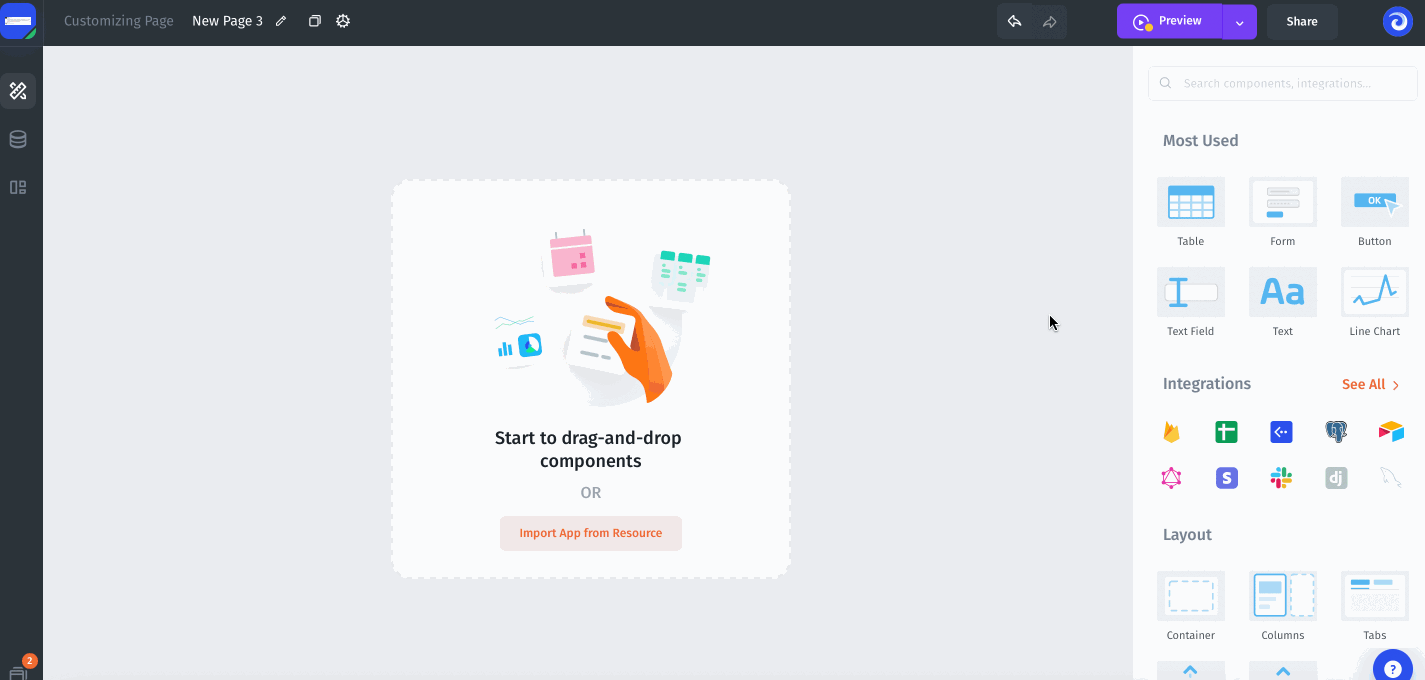 Customizing Page New Page 3
Preview
Share
Search components, integrations...
Most Used
Table Form Button
OK
Text Field Text Line Chart
Aa
Integrations See All
S dj
Layout
Container Columns Tabs
Start to drag-and-drop
components
OR
Import App from Resource
2
?